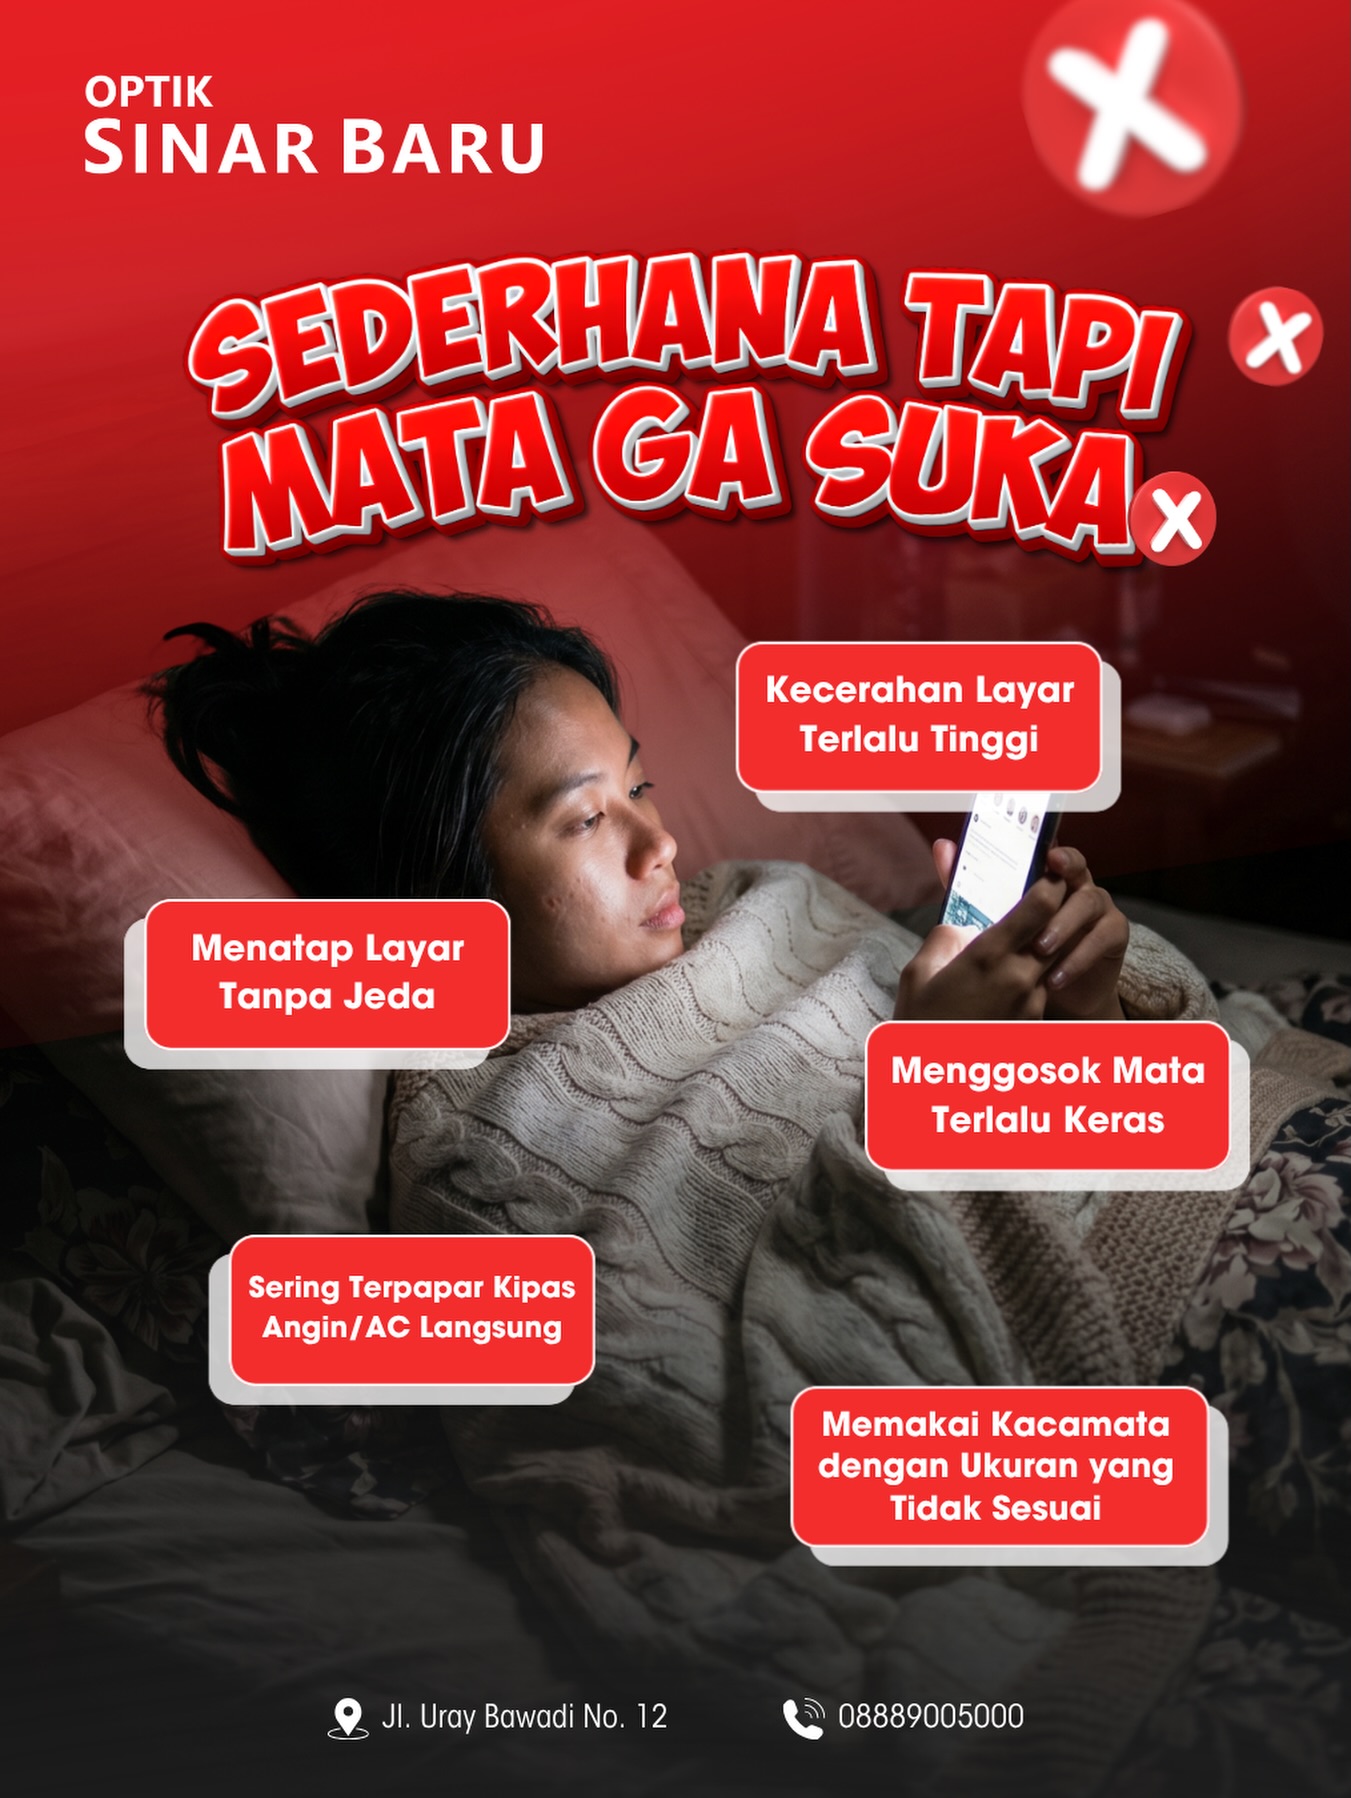 OPTIK
SINAR BARU
SEDERHANA TAPI
MATA GA SUKA
Kecerahan Layar
Terlalu Tinggi
Menatap Layar
Tanpa Jeda
Menggosok Mata
Terlalu Keras
Sering Terpapar Kipas
Angin/AC Langsung
Memakai Kacamata
dengan Ukuran yang
Tidak Sesuai
Jl. Uray Bawadi No. 12
08889005000